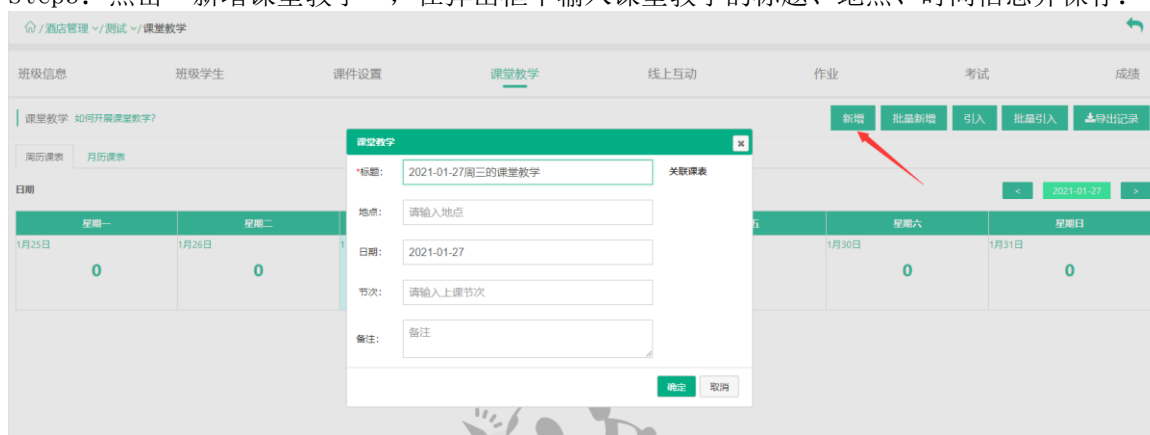 ⌂/酒店管理 ~/测试 ~/课堂教学
班级信息 班级学生 课件设置 课堂教学 线上互动 作业 考试 成绩
课堂教学 如何开展课堂教学?
新增 批量新增 引入 批量引入 导出记录
周历课表 月历课表
日期
< 2021-01-27 >
星期一 星期二 五 星期六 星期日
1月25日 1月26日 1 1月30日 1月31日
0 0 0 0
课堂教学 ×
*标题: 2021-01-27周三的课堂教学 关联课表
地点: 请输入地点
日期: 2021-01-27
节次: 请输入上课节次
备注: 备注
确定 取消